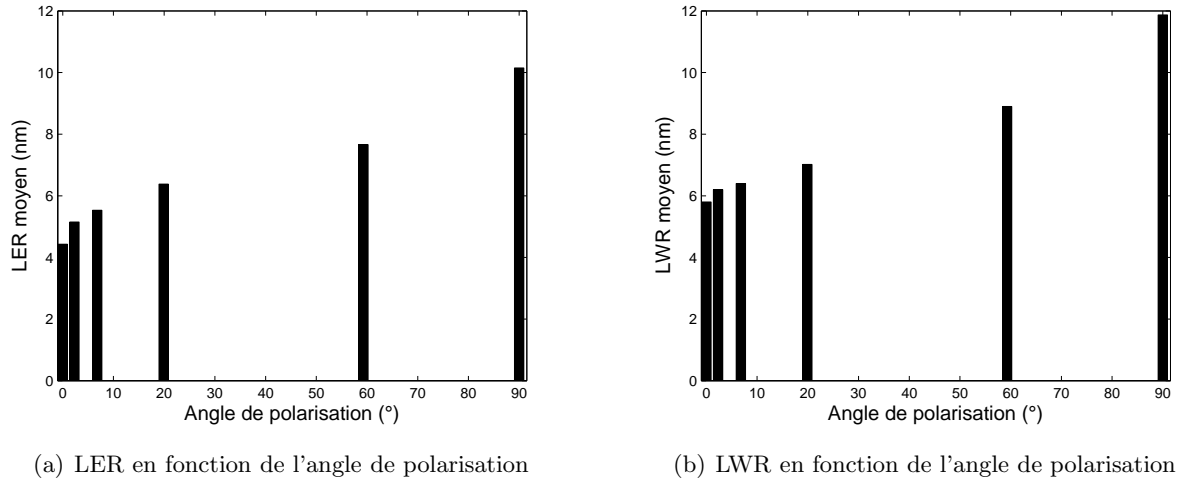 12
10
8
6
4
2
0
LER moyen (nm)
0 10 20 30 40 50 60 70 80 90
Angle de polarisation (°)
(a) LER en fonction de l'angle de polarisation
12
10
8
6
4
2
0
LWR moyen (nm)
0 10 20 30 40 50 60 70 80 90
Angle de polarisation (°)
(b) LWR en fonction de l'angle de polarisation